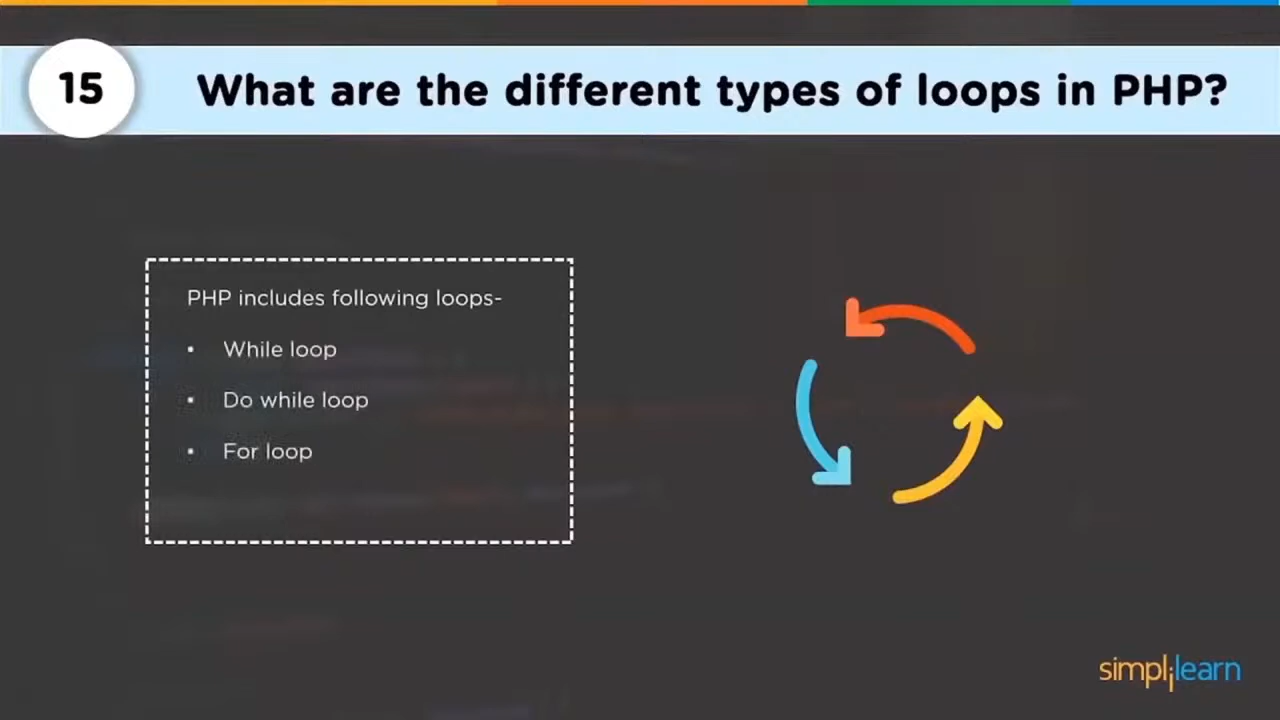 15
What are the different types of loops in PHP?
PHP includes following loops-
• While loop
• Do while loop
• For loop
simplilearn